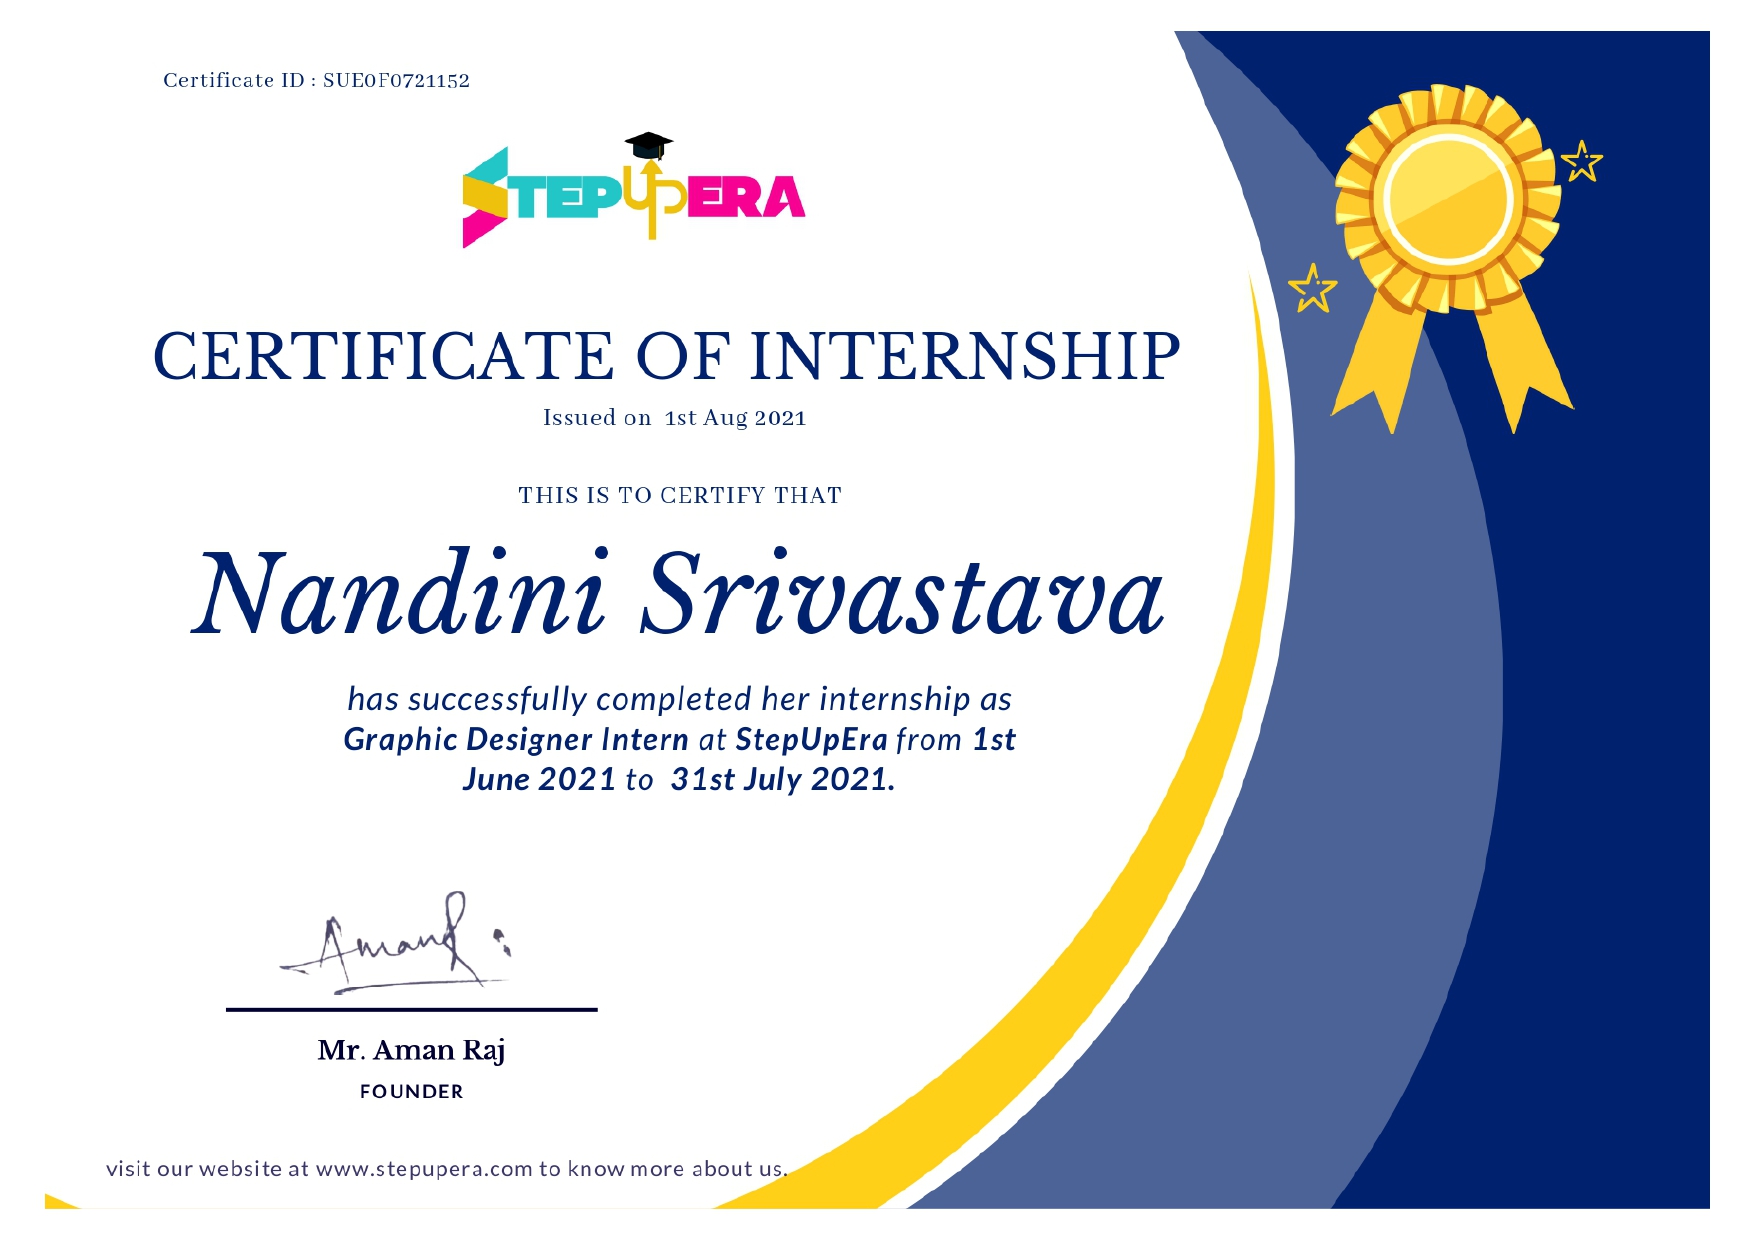 Certificate ID : SUE0F0721152
STEPUPERA
CERTIFICATE OF INTERNSHIP
Issued on 1st Aug 2021
THIS IS TO CERTIFY THAT
Nandini Srivastava
has successfully completed her internship as
Graphic Designer Intern at StepUpEra from 1st
June 2021 to 31st July 2021.
Aman
Mr. Aman Raj
FOUNDER
visit our website at www.stepupera.com to know more about us.